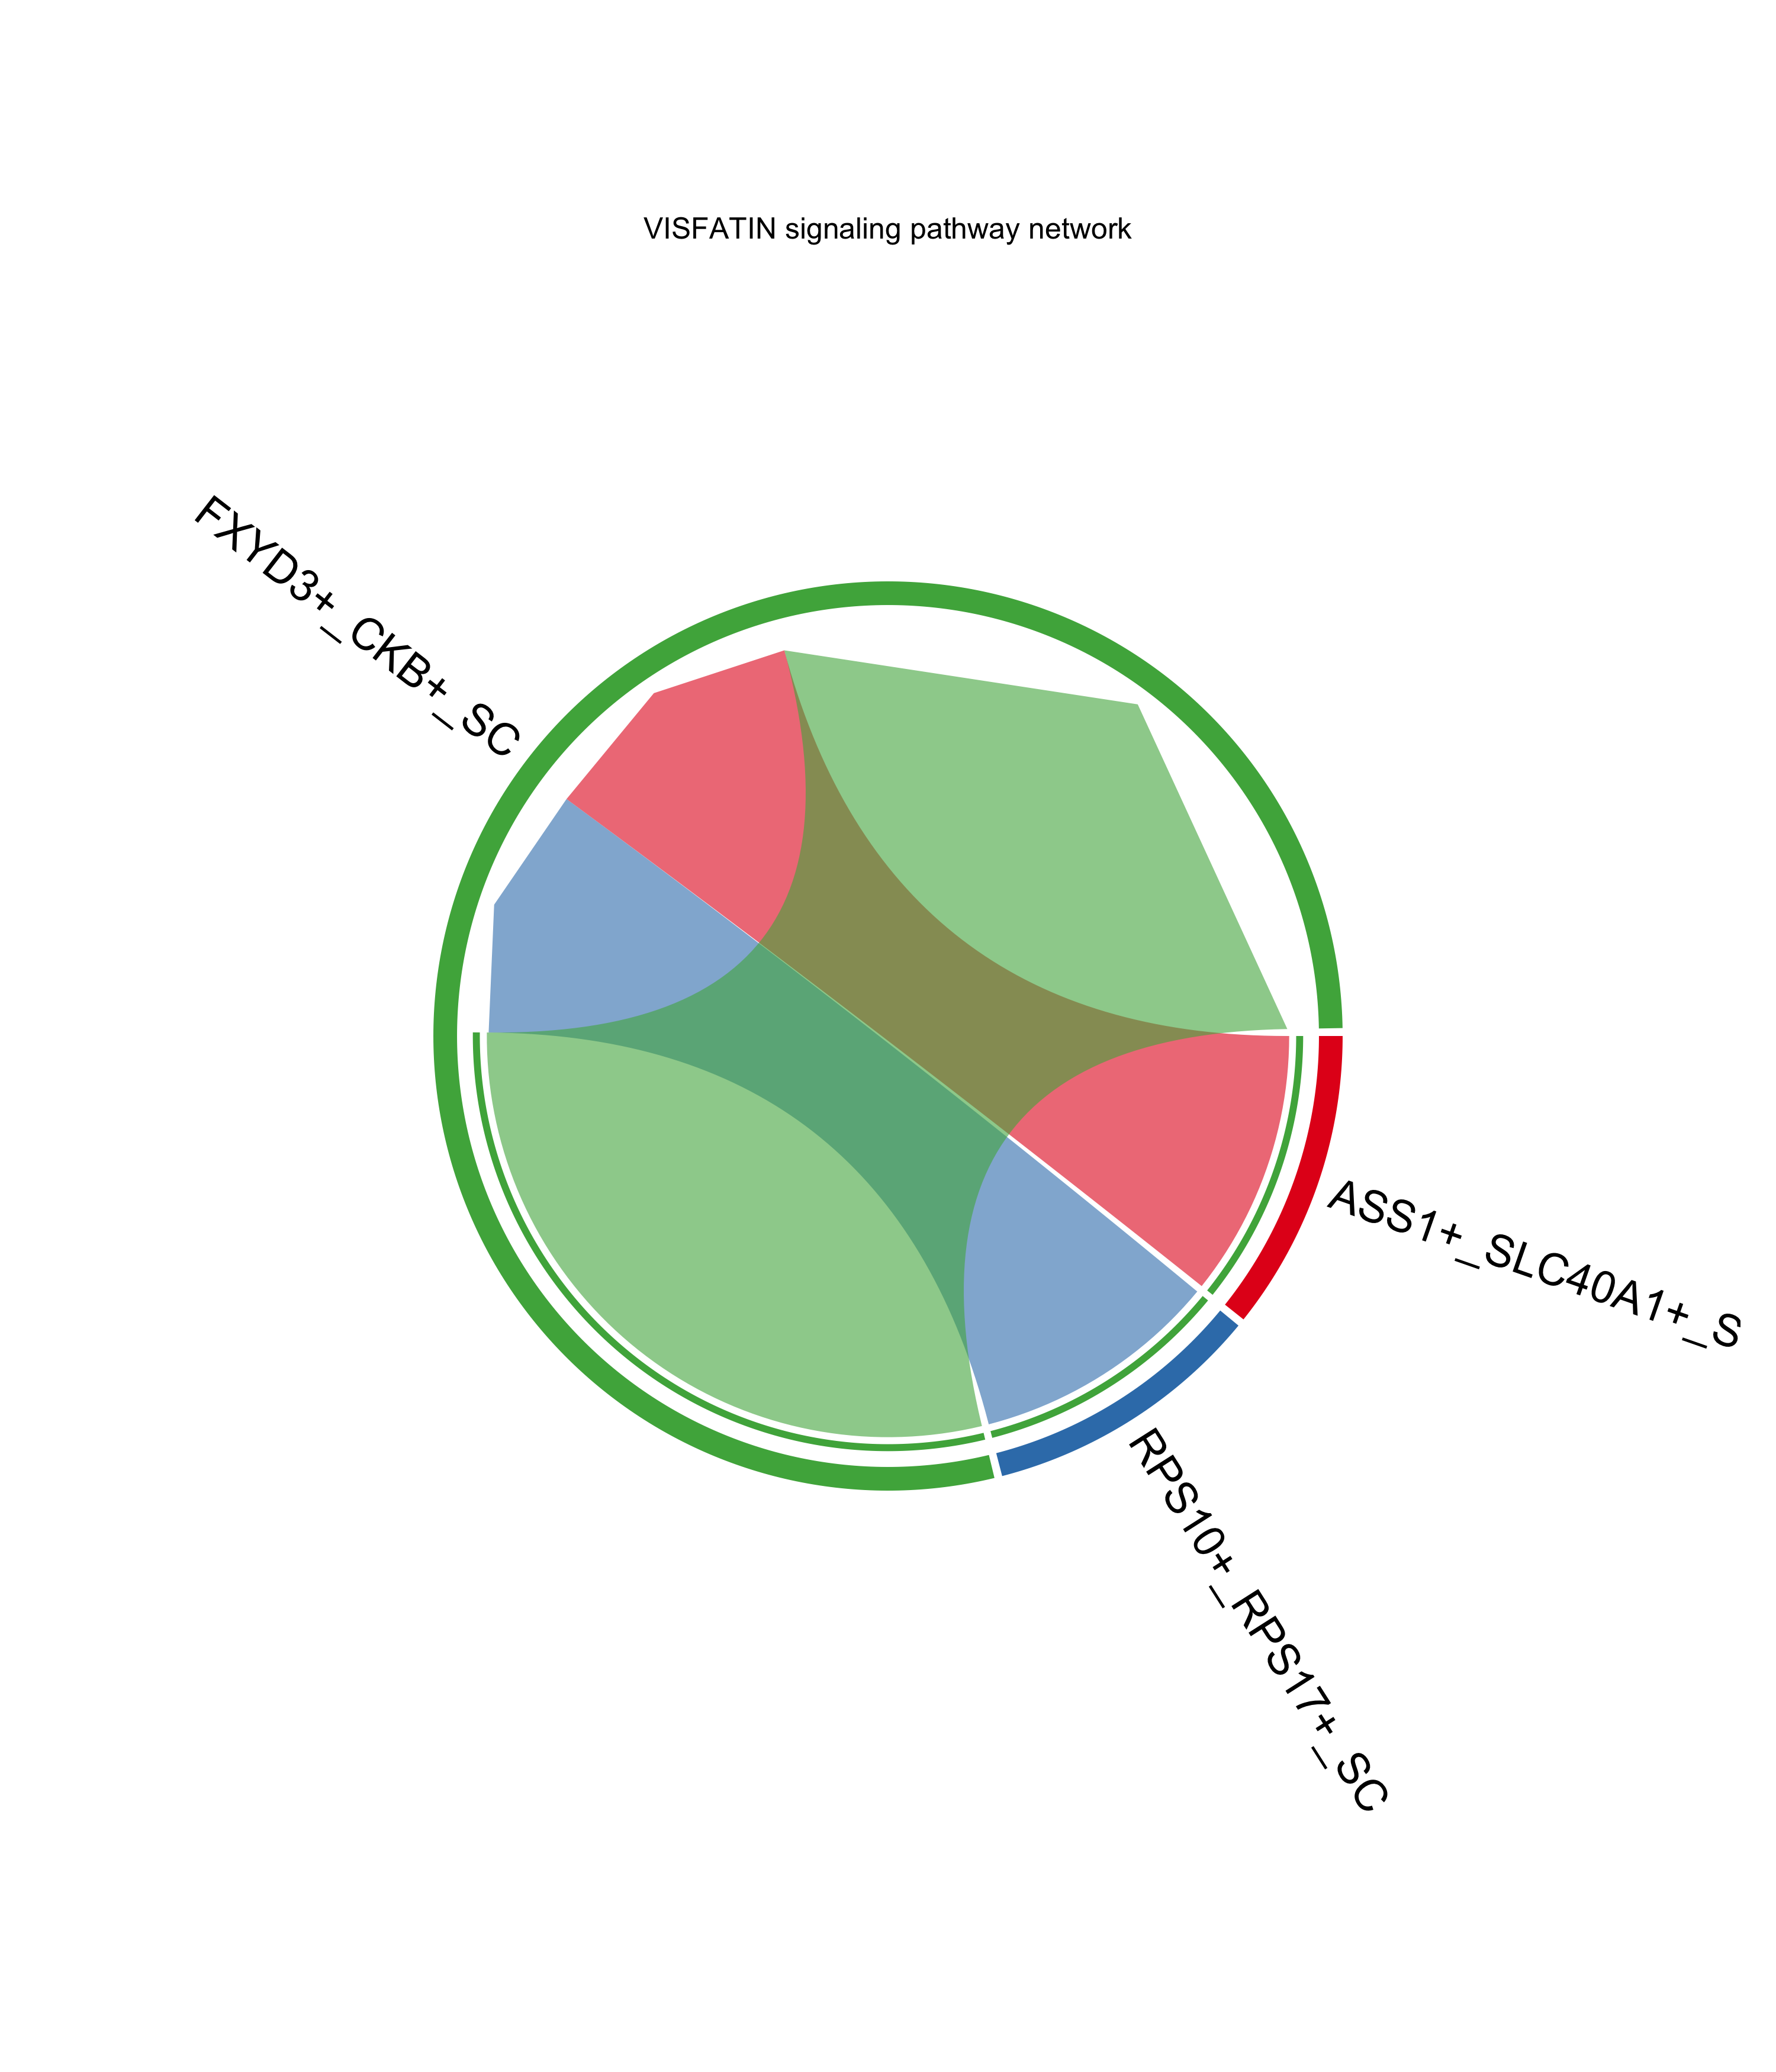 VISFATIN signaling pathway network
FXYD3+_CKB+_SC
ASS1+_SLC40A1+_S
RPS10+_RPS17+_SC